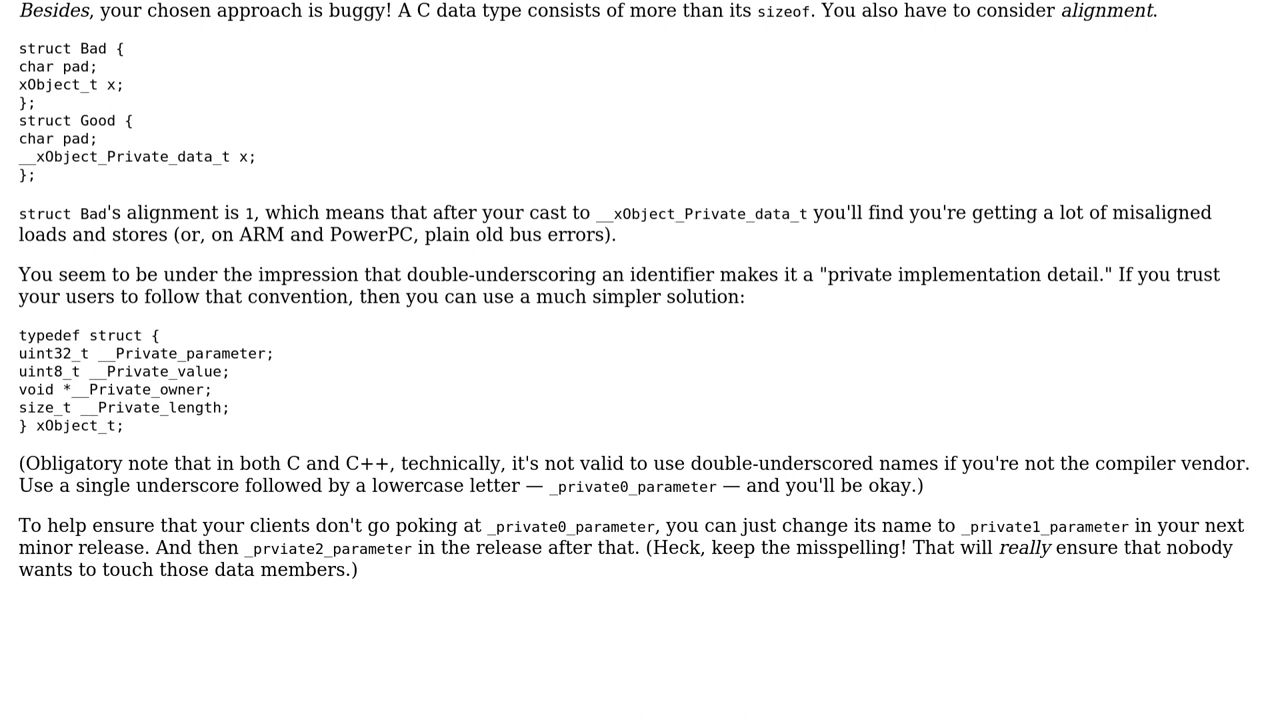 Besides, your chosen approach is buggy! A C data type consists of more than its sizeof. You also have to consider alignment.
struct Bad {
char pad;
xObject_t x;
};
struct Good {
char pad;
__xObject_Private_data_t x;
};
struct Bad's alignment is 1, which means that after your cast to __xObject_Private_data_t you'll find you're getting a lot of misaligned
loads and stores (or, on ARM and PowerPC, plain old bus errors).
You seem to be under the impression that double-underscoring an identifier makes it a "private implementation detail." If you trust
your users to follow that convention, then you can use a much simpler solution:
typedef struct {
uint32_t __Private_parameter;
uint8_t __Private_value;
void *__Private_owner;
size_t __Private_length;
} xObject_t;
(Obligatory note that in both C and C++, technically, it's not valid to use double-underscored names if you're not the compiler vendor.
Use a single underscore followed by a lowercase letter — _private0_parameter — and you'll be okay.)
To help ensure that your clients don't go poking at _private0_parameter, you can just change its name to _private1_parameter in your next
minor release. And then _prviate2_parameter in the release after that. (Heck, keep the misspelling! That will really ensure that nobody
wants to touch those data members.)